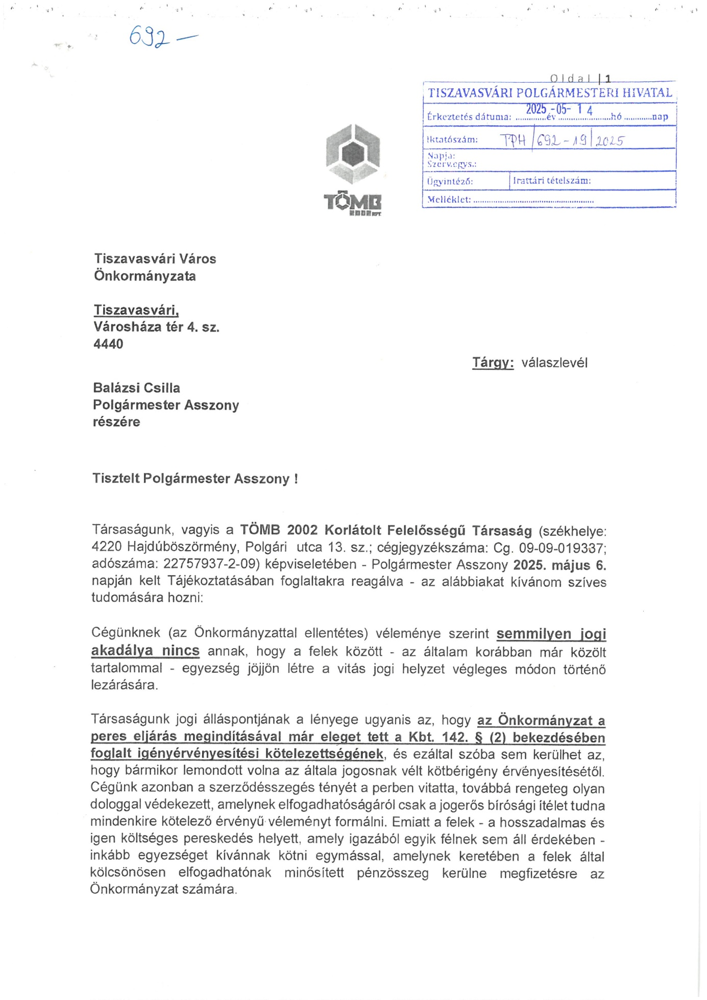 692 —
Oldal | 1
TISZAVASVÁRI POLGÁRMESTERI HIVATAL
2025 -05- 14
Érkeztetés dátuma: ............év ......................hó ............nap
Iktatószám: TPH/692-19/2025
Napja:
Szerv.egys.:
Ügyintéző: Irattári tételszám:
Melléklet: ..................................................
TÖMB
2002 KFT
Tiszavasvári Város
Önkormányzata
Tiszavasvári,
Városháza tér 4. sz.
4440
Tárgy: válaszlevél
Balázsi Csilla
Polgármester Asszony
részére
Tisztelt Polgármester Asszony !
Társaságunk, vagyis a TÖMB 2002 Korlátolt Felelősségű Társaság (székhelye:
4220 Hajdúböszörmény, Polgári utca 13. sz.; cégjegyzékszáma: Cg. 09-09-019337;
adószáma: 22757937-2-09) képviseletében - Polgármester Asszony 2025. május 6.
napján kelt Tájékoztatásában foglaltakra reagálva - az alábbiakat kívánom szíves
tudomására hozni:
Cégünknek (az Önkormányzattal ellentétes) véleménye szerint semmilyen jogi
akadálya nincs annak, hogy a felek között - az általam korábban már közölt
tartalommal - egyezség jöjjön létre a vitás jogi helyzet végleges módon történő
lezárására.
Társaságunk jogi álláspontjának a lényege ugyanis az, hogy az Önkormányzat a
peres eljárás megindításával már eleget tett a Kbt. 142. § (2) bekezdésében
foglalt igényérvényesítési kötelezettségének, és ezáltal szóba sem kerülhet az,
hogy bármikor lemondott volna az általa jogosnak vélt kötbérigény érvényesítésétől.
Cégünk azonban a szerződésszegés tényét a perben vitatta, továbbá rengeteg olyan
dologgal védekezett, amelynek elfogadhatóságáról csak a jogerős bírósági ítélet tudna
mindenkire kötelező érvényű véleményt formálni. Emiatt a felek - a hosszadalmas és
igen költséges pereskedés helyett, amely igazából egyik félnek sem áll érdekében -
inkább egyezséget kívánnak kötni egymással, amelynek keretében a felek által
kölcsönösen elfogadhatónak minősített pénzösszeg kerülne megfizetésre az
Önkormányzat számára.